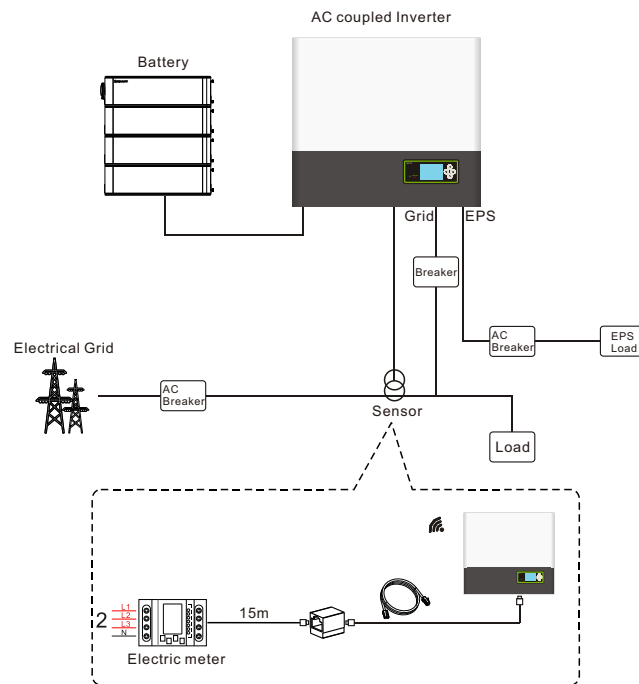 AC coupled Inverter
Battery
Grid
EPS
Breaker
AC
Breaker
EPS
Load
Electrical Grid
AC
Breaker
Sensor
Load
2
L1
L2
L3
N
15m
Electric meter